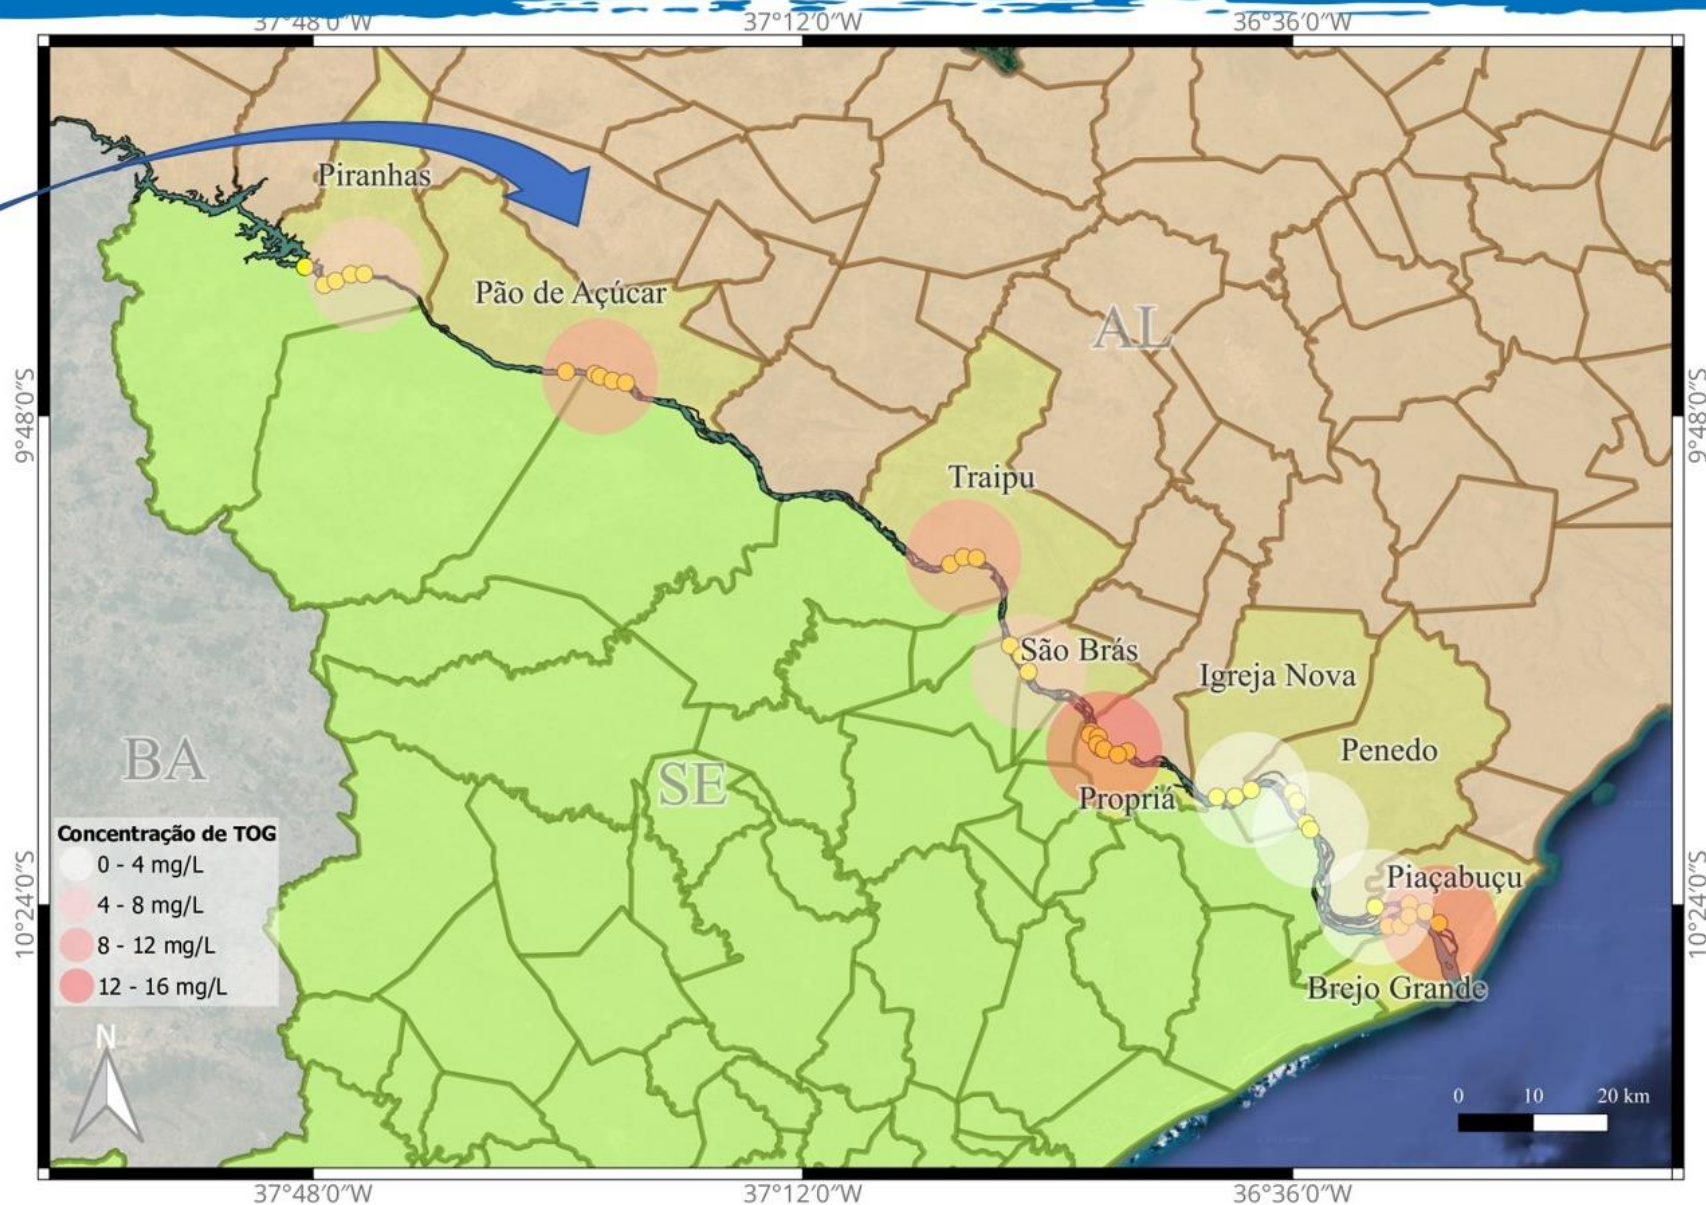 37°48′0″W 37°12′0″W 36°36′0″W
Piranhas
Pão de Açúcar
AL
9°48′0″S 9°48′0″S
Traipu
São Brás
Igreja Nova
Penedo
BA
SE
Propriá
Concentração de TOG
0 - 4 mg/L
4 - 8 mg/L
8 - 12 mg/L
12 - 16 mg/L
Piaçabuçu
10°24′0″S 10°24′0″S
Brejo Grande
N
0 10 20 km
37°48′0″W 37°12′0″W 36°36′0″W